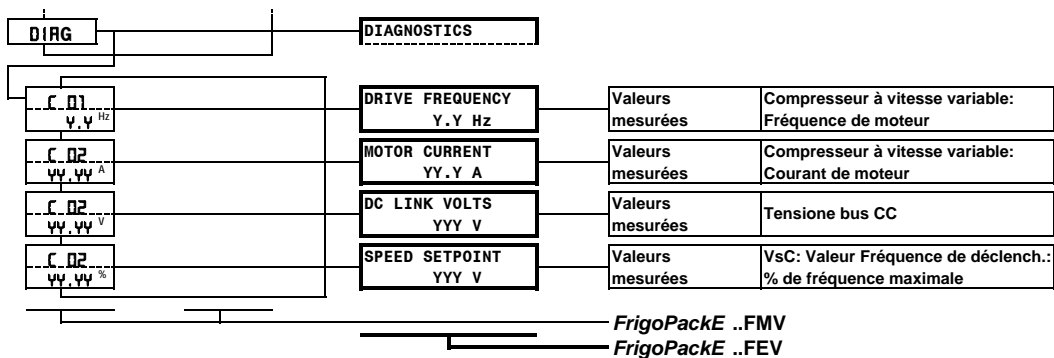 DIAG
DIAGNOSTICS
C 01
Y.Y Hz
DRIVE FREQUENCY
Y.Y Hz
Valeurs
mesurées
Compresseur à vitesse variable:
Fréquence de moteur
C 02
YY.YY A
MOTOR CURRENT
YY.Y A
Valeurs
mesurées
Compresseur à vitesse variable:
Courant de moteur
C 02
YY.YY V
DC LINK VOLTS
YYY V
Valeurs
mesurées
Tensione bus CC
C 02
YY.YY %
SPEED SETPOINT
YYY V
Valeurs
mesurées
VsC: Valeur Fréquence de déclench.:
% de fréquence maximale
FrigoPackE ..FMV
FrigoPackE ..FEV